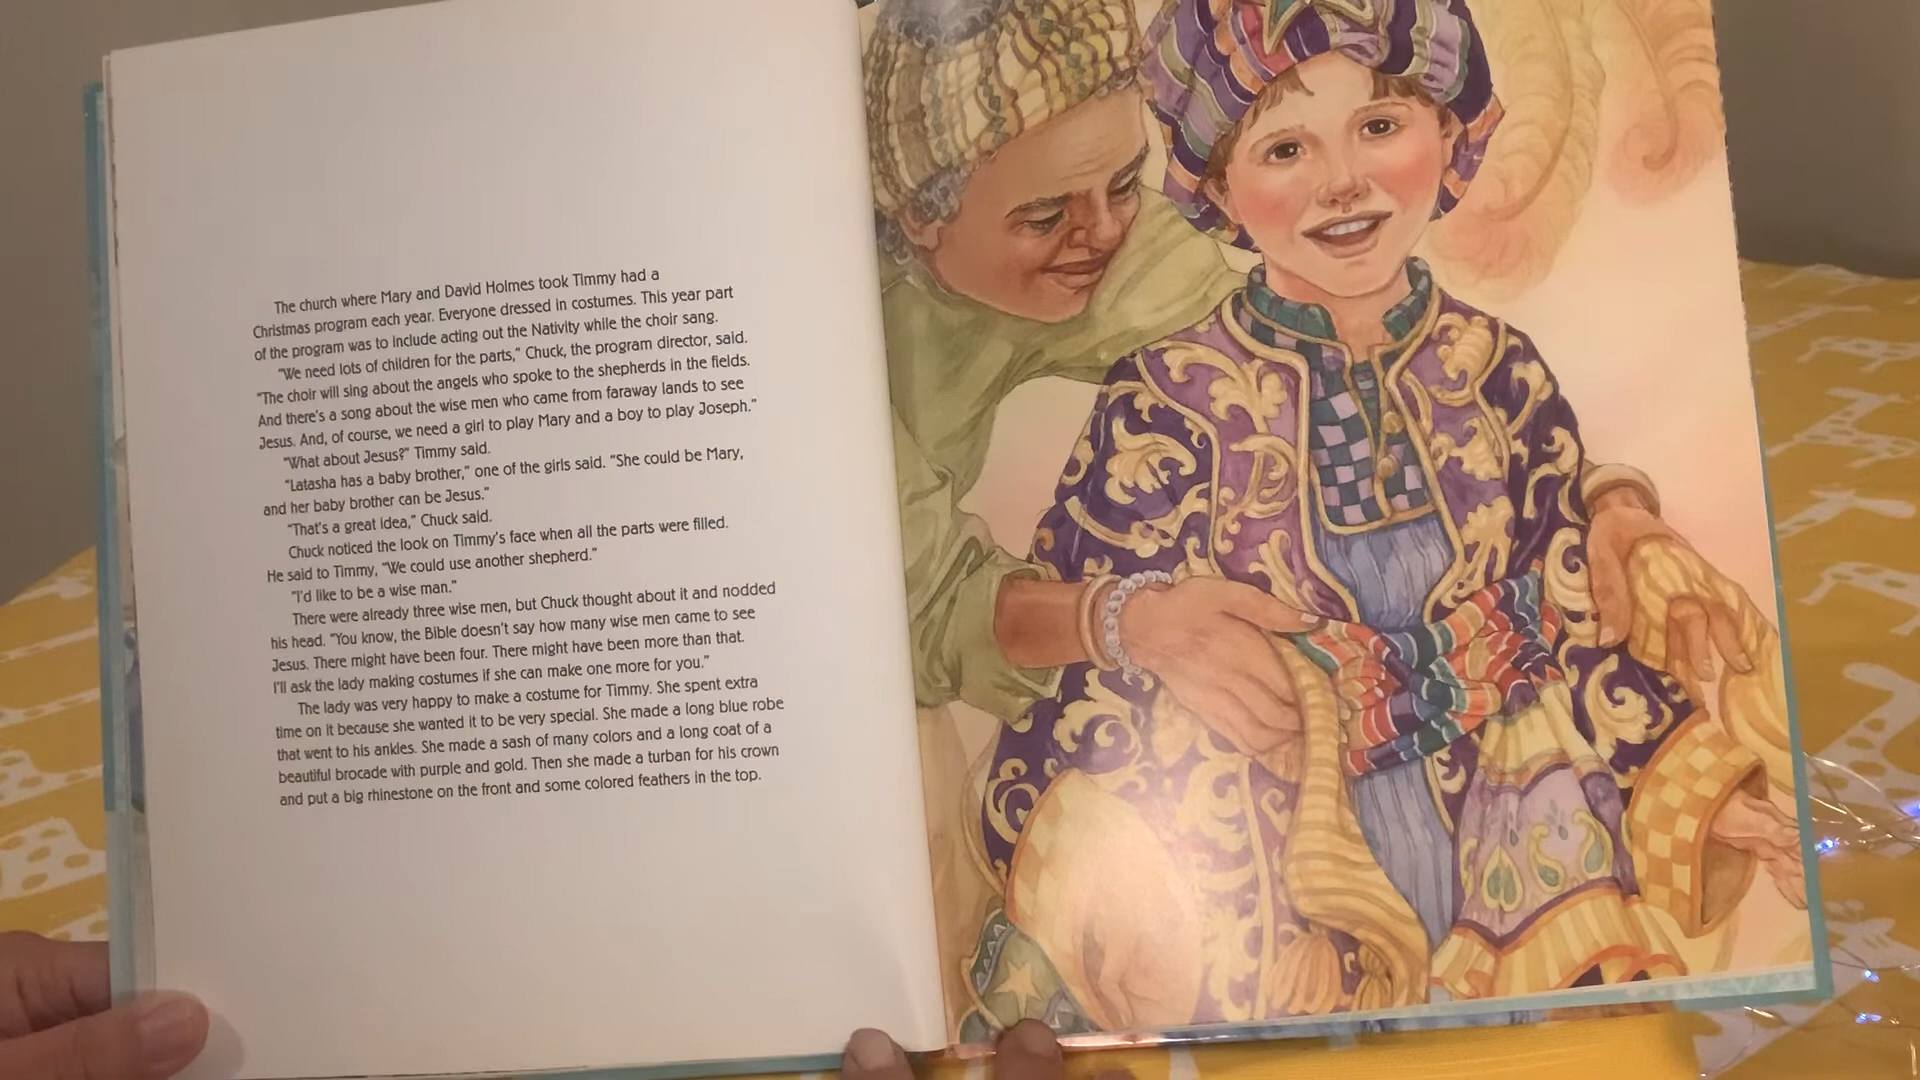 The church where Mary and David Holmes took Timmy had a
Christmas program each year. Everyone dressed in costumes. This year part
of the program was to include acting out the Nativity while the choir sang.
"We need lots of children for the parts," Chuck, the program director, said.
"The choir will sing about the angels who spoke to the shepherds in the fields.
And there's a song about the wise men who came from faraway lands to see
Jesus. And, of course, we need a girl to play Mary and a boy to play Joseph."
"What about Jesus?" Timmy said.
"Latasha has a baby brother," one of the girls said. "She could be Mary,
and her baby brother can be Jesus."
"That's a great idea," Chuck said.
Chuck noticed the look on Timmy's face when all the parts were filled.
He said to Timmy, "We could use another shepherd."
"I'd like to be a wise man."
There were already three wise men, but Chuck thought about it and nodded
his head. "You know, the Bible doesn't say how many wise men came to see
Jesus. There might have been four. There might have been more than that.
I'll ask the lady making costumes if she can make one more for you."
The lady was very happy to make a costume for Timmy. She spent extra
time on it because she wanted it to be very special. She made a long blue robe
that went to his ankles. She made a sash of many colors and a long coat of a
beautiful brocade with purple and gold. Then she made a turban for his crown
and put a big rhinestone on the front and some colored feathers in the top.